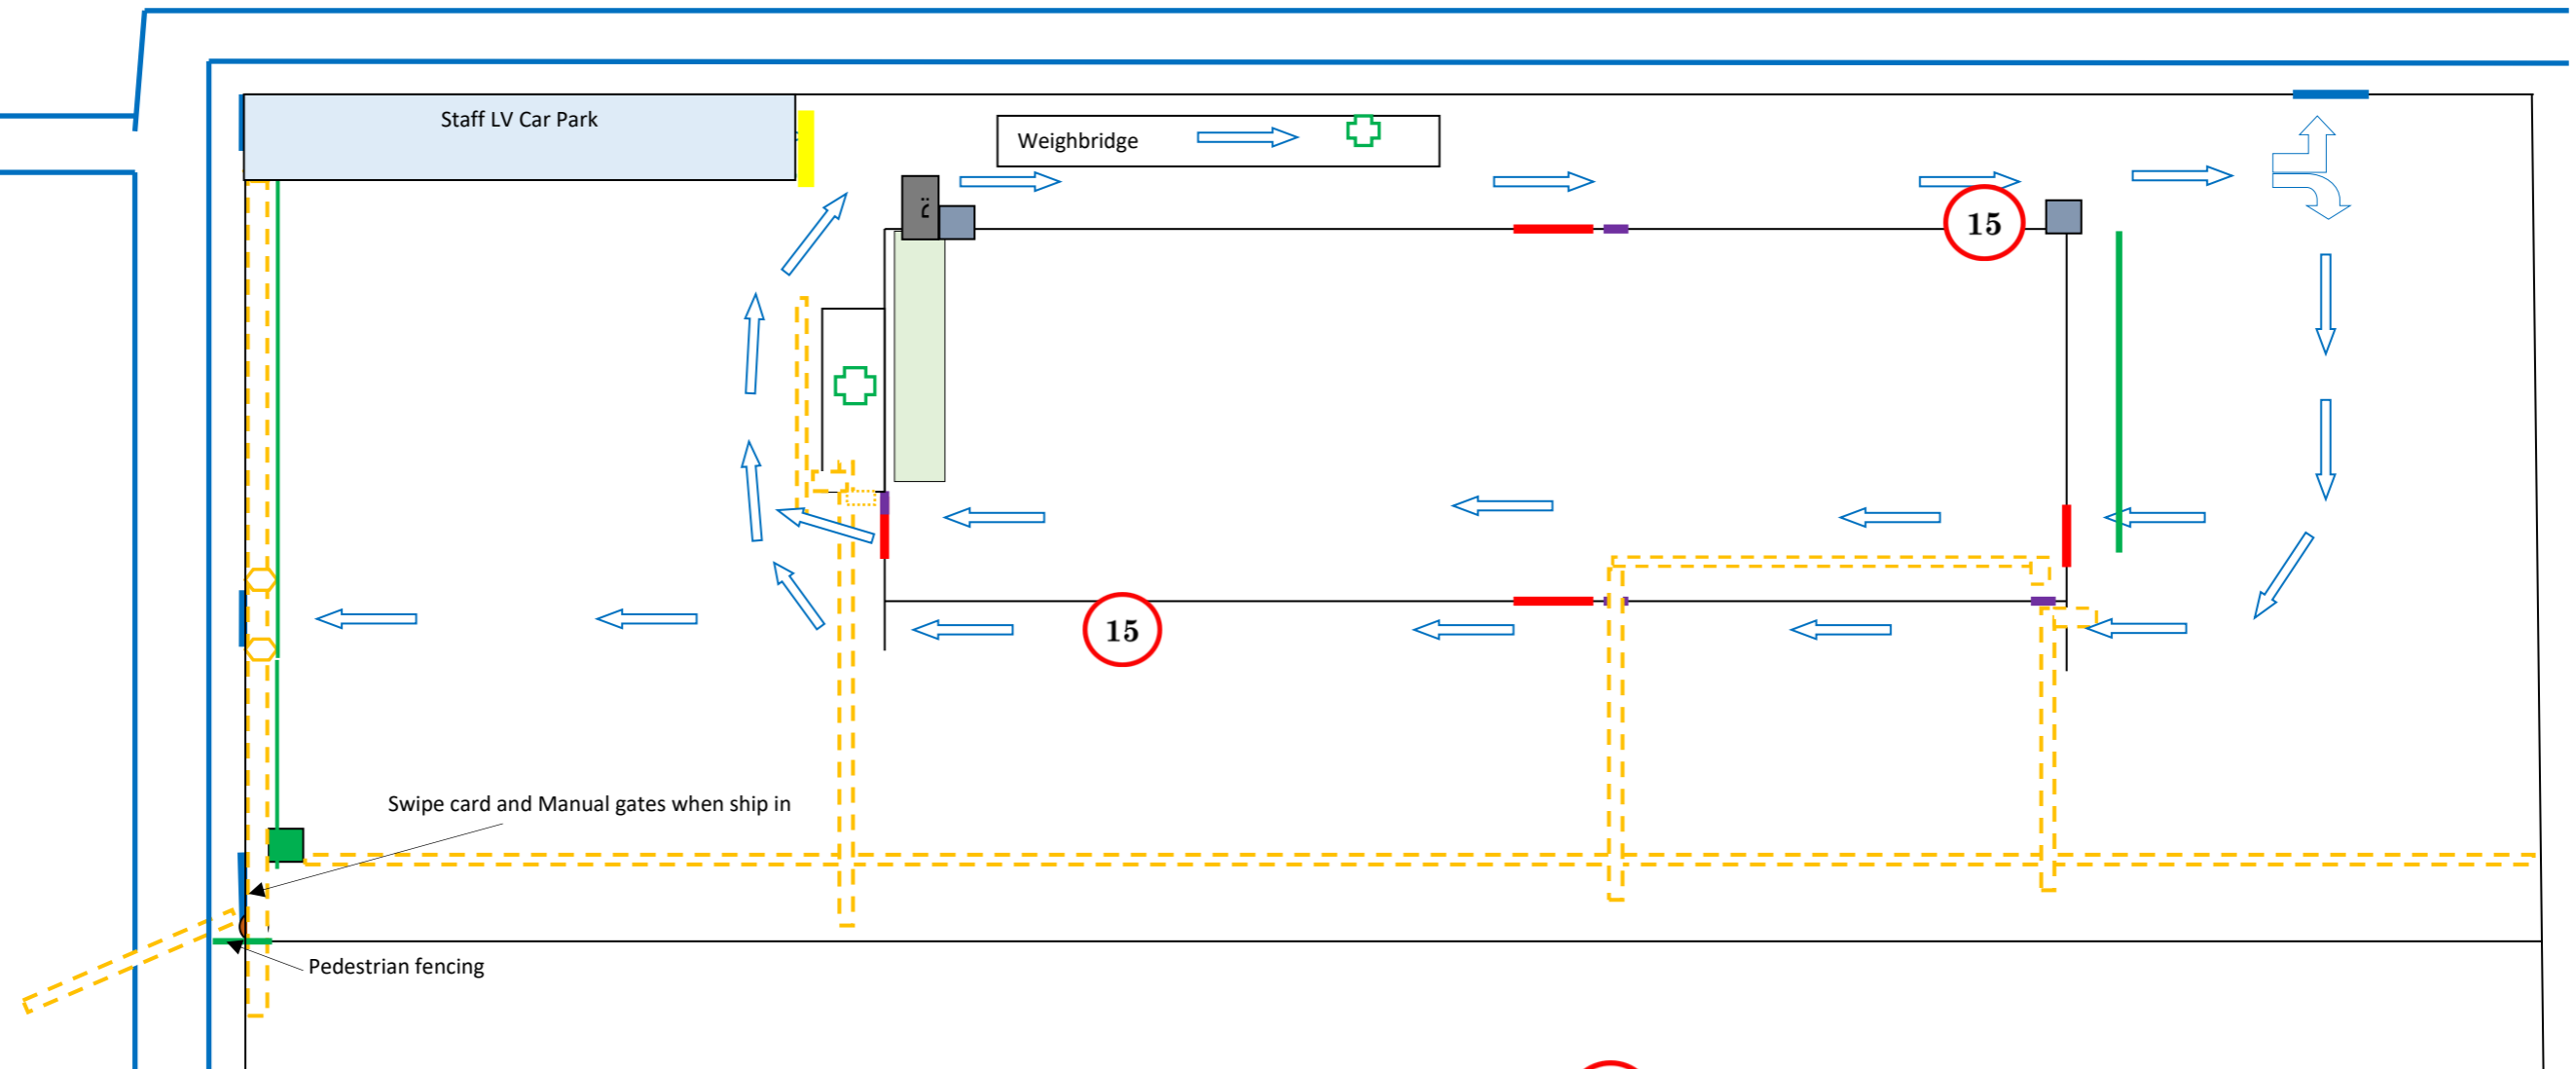 Staff LV Car Park
Weighbridge
15
15
Swipe card and Manual gates when ship in
Pedestrian fencing